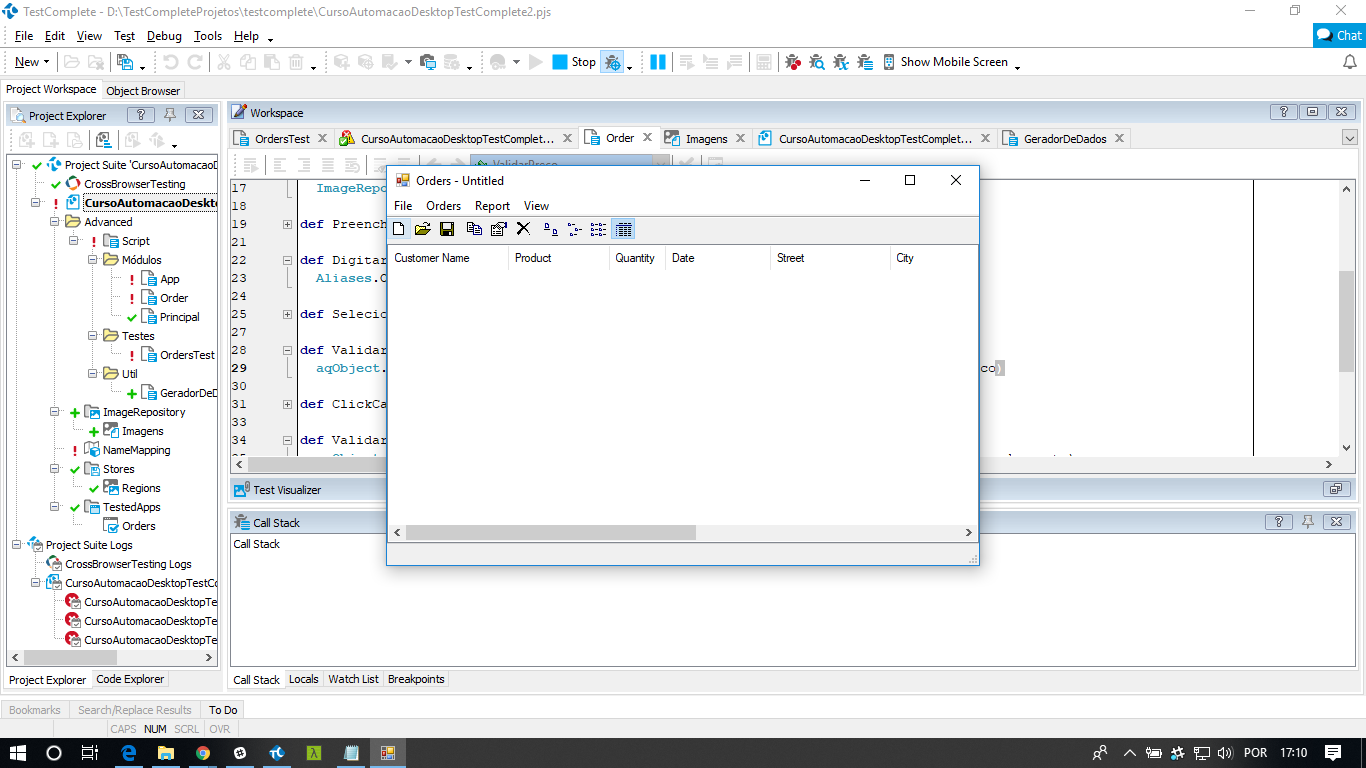 TestComplete - D:\TestCompleteProjetos\testcomplete\CursoAutomacaoDesktopTestComplete2.pjs
File Edit View Test Debug Tools Help
Chat
New Stop Show Mobile Screen
Project Workspace Object Browser
Project Explorer
Project Suite 'CursoAutomacaoD
CrossBrowserTesting
CursoAutomacaoDeskt
Advanced
Script
Módulos
App
Order
Principal
Testes
OrdersTest
Util
GeradorDeD
ImageRepository
Imagens
NameMapping
Stores
Regions
TestedApps
Orders
Project Suite Logs
CrossBrowserTesting Logs
CursoAutomacaoDesktopTestCo
CursoAutomacaoDesktopTe
CursoAutomacaoDesktopTe
CursoAutomacaoDesktopTe
Project Explorer Code Explorer
Workspace
OrdersTest CursoAutomacaoDesktopTestComplet... Order Imagens CursoAutomacaoDesktopTestComplet... GeradorDeDados
ValidarPreco
17 ImageRepo
18
19 def Preench
21
22 def Digitar
23 Aliases.O
24
25 def Selecio
27
28 def Validar
29 aqObject. co)
30
31 def ClickCa
33
34 def Validar
Orders - Untitled
File Orders Report View
Customer Name Product Quantity Date Street City
Test Visualizer
Call Stack
Call Stack
Call Stack Locals Watch List Breakpoints
Bookmarks Search/Replace Results To Do
CAPS NUM SCRL OVR
POR 17:10